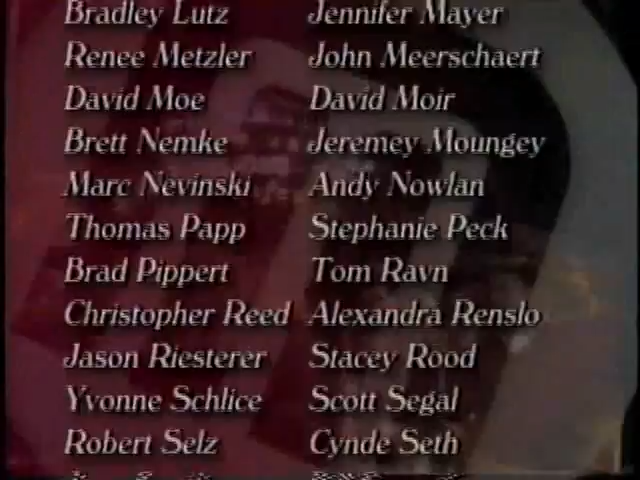 Bradley Lutz Jennifer Mayer
Renee Metzler John Meerschaert
David Moe David Moir
Brett Nemke Jeremey Moungey
Marc Nevinski Andy Nowlan
Thomas Papp Stephanie Peck
Brad Pippert Tom Ravn
Christopher Reed Alexandra Renslo
Jason Riesterer Stacey Rood
Yvonne Schlice Scott Segal
Robert Selz Cynde Seth